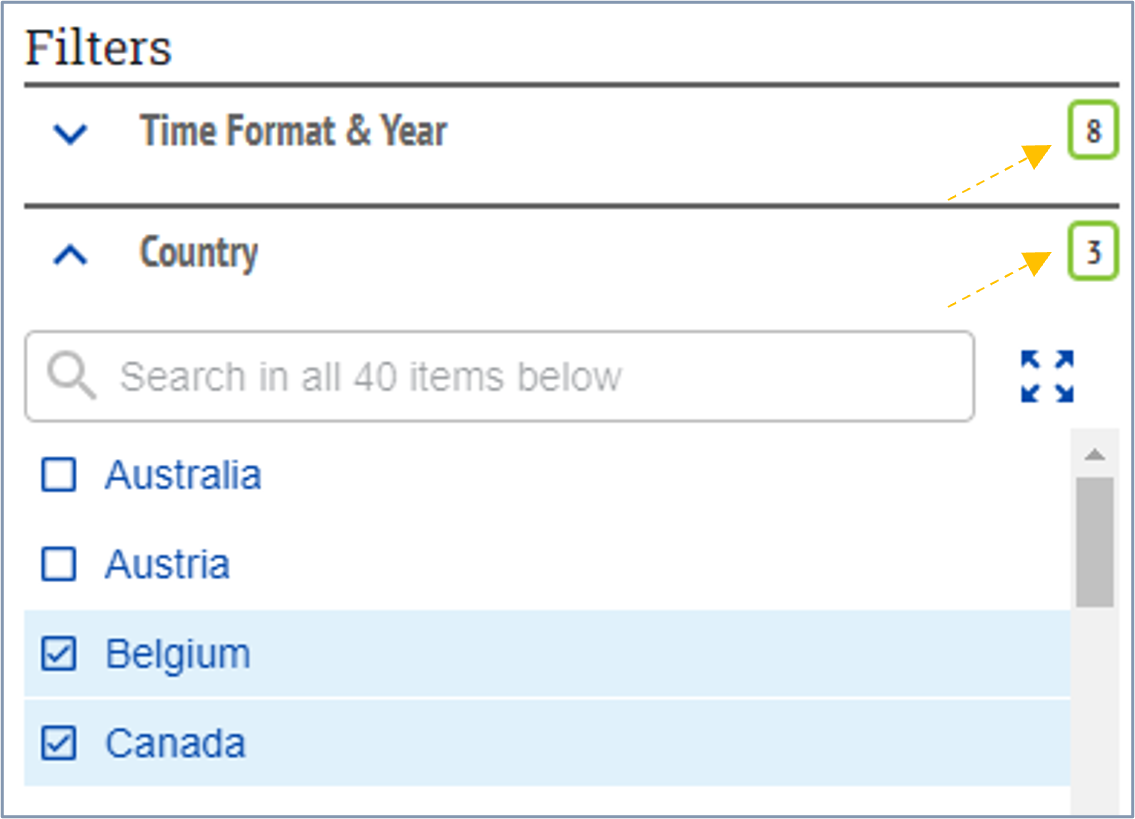 Filters
Time Format & Year 8
Country 3
Search in all 40 items below
Australia
Austria
Belgium
Canada